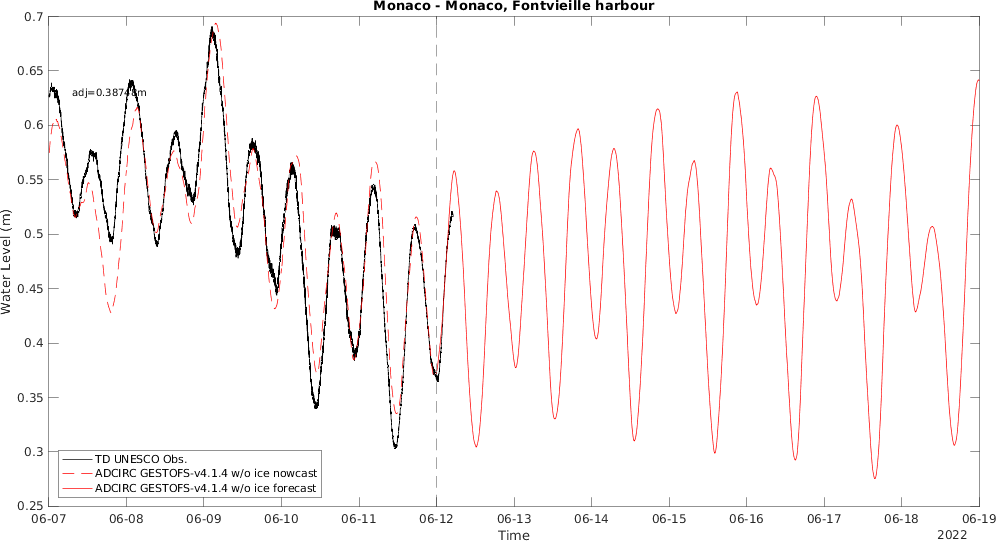 Monaco - Monaco, Fontvieille harbour
0.7
0.65
0.6
0.55
0.5
0.45
0.4
0.35
0.3
0.25
Water Level (m)
adj=0.38748m
TD UNESCO Obs.
ADCIRC GESTOFS-v4.1.4 w/o ice nowcast
ADCIRC GESTOFS-v4.1.4 w/o ice forecast
06-07 06-08 06-09 06-10 06-11 06-12 06-13 06-14 06-15 06-16 06-17 06-18 06-19
Time
2022